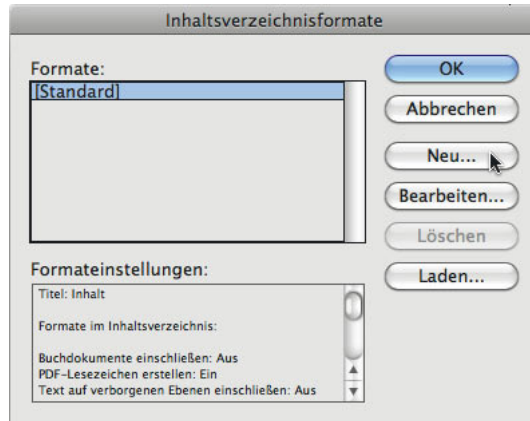 Inhaltsverzeichnisformate
Formate:
[Standard]
OK
Abbrechen
Neu...
Bearbeiten...
Löschen
Laden...
Formateinstellungen:
Titel: Inhalt
Formate im Inhaltsverzeichnis:
Buchdokumente einschließen: Aus
PDF-Lesezeichen erstellen: Ein
Text auf verborgenen Ebenen einschließen: Aus